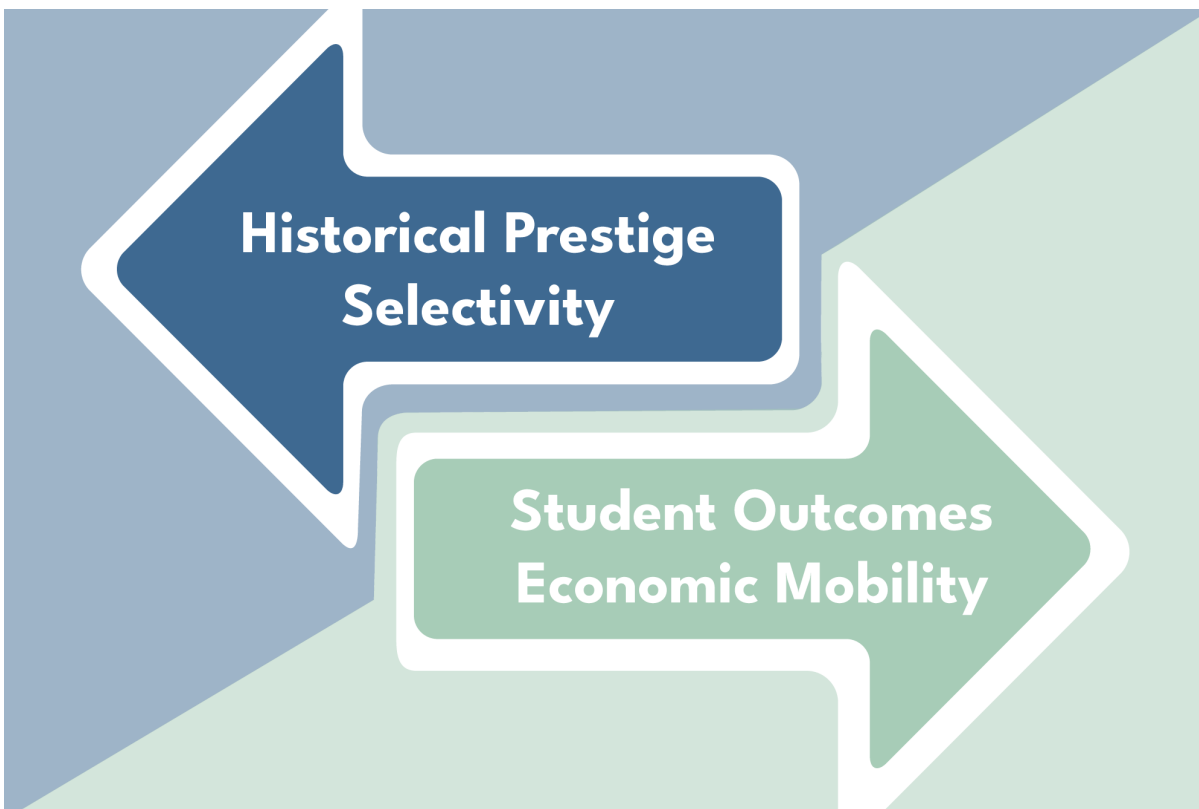 Historical Prestige
Selectivity
Student Outcomes
Economic Mobility